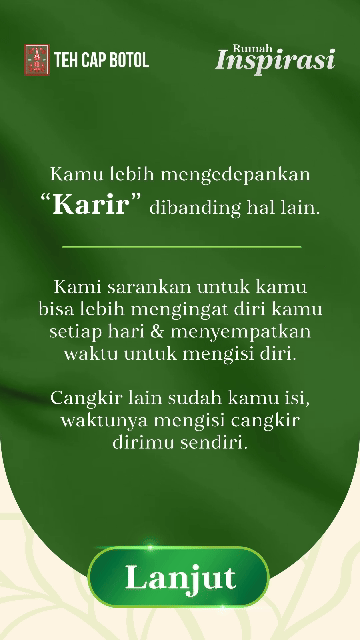 TEH CAP BOTOL
Rumah
Inspirasi
Kamu lebih mengedepankan
“Karir” dibanding hal lain.
Kami sarankan untuk kamu
bisa lebih mengingat diri kamu
setiap hari & menyempatkan
waktu untuk mengisi diri.
Cangkir lain sudah kamu isi,
waktunya mengisi cangkir
dirimu sendiri.
Lanjut